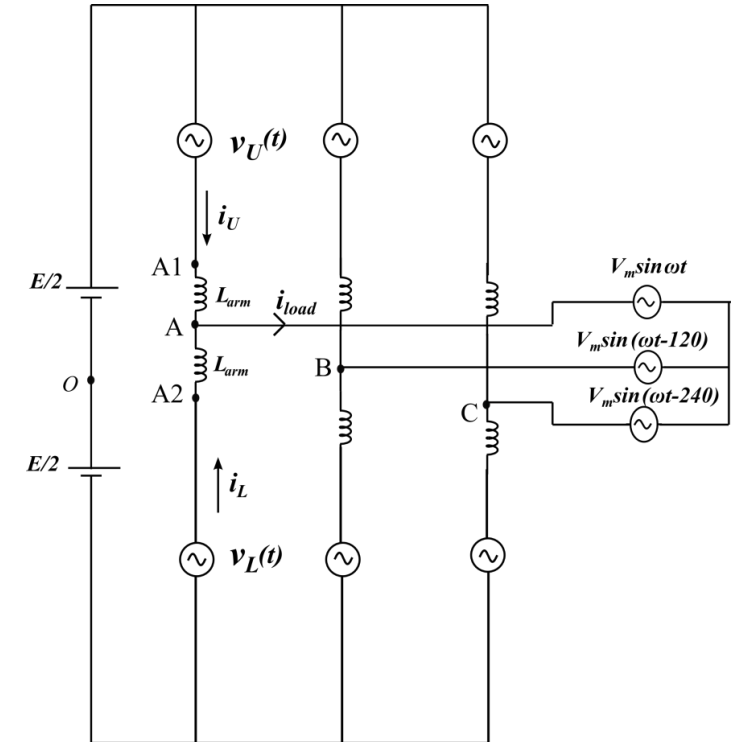 v_U(t)
i_U
A1
E/2
L_arm
i_load
V_m sin ωt
A
V_m sin (ωt-120)
L_arm
B
O
A2
V_m sin (ωt-240)
C
E/2
i_L
v_L(t)